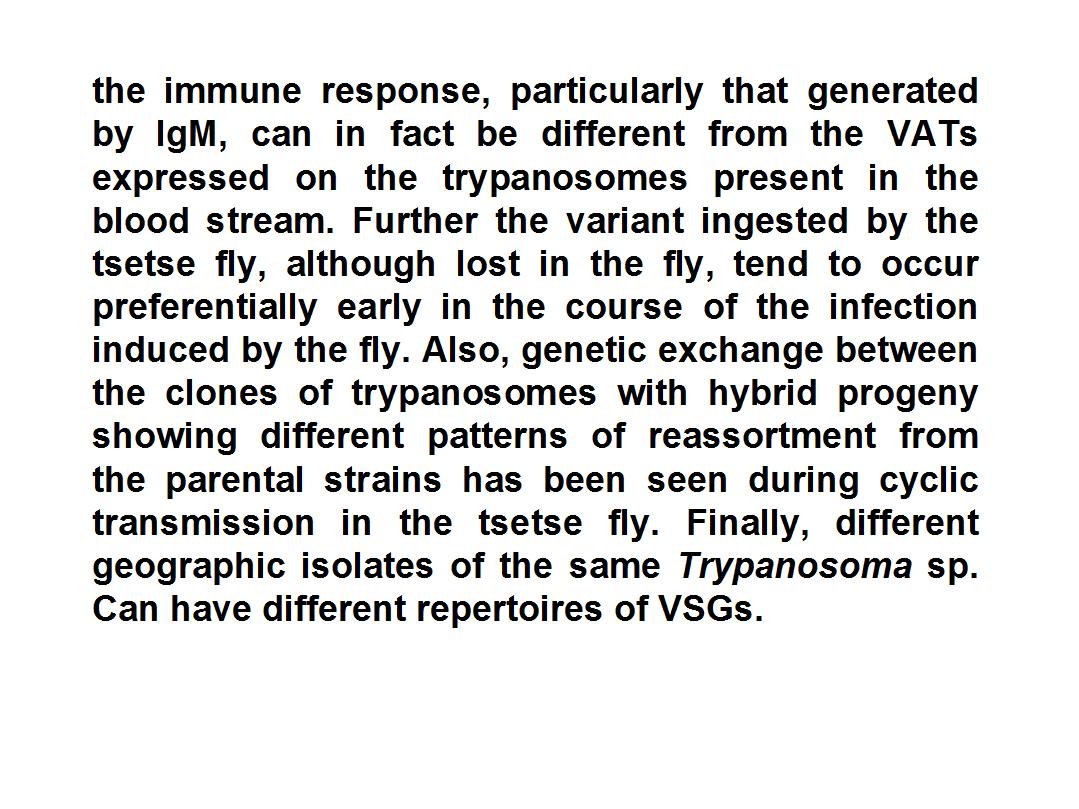 the immune response, particularly that generated
by IgM, can in fact be different from the VATs
expressed on the trypanosomes present in the
blood stream. Further the variant ingested by the
tsetse fly, although lost in the fly, tend to occur
preferentially early in the course of the infection
induced by the fly. Also, genetic exchange between
the clones of trypanosomes with hybrid progeny
showing different patterns of reassortment from
the parental strains has been seen during cyclic
transmission in the tsetse fly. Finally, different
geographic isolates of the same Trypanosoma sp.
Can have different repertoires of VSGs.